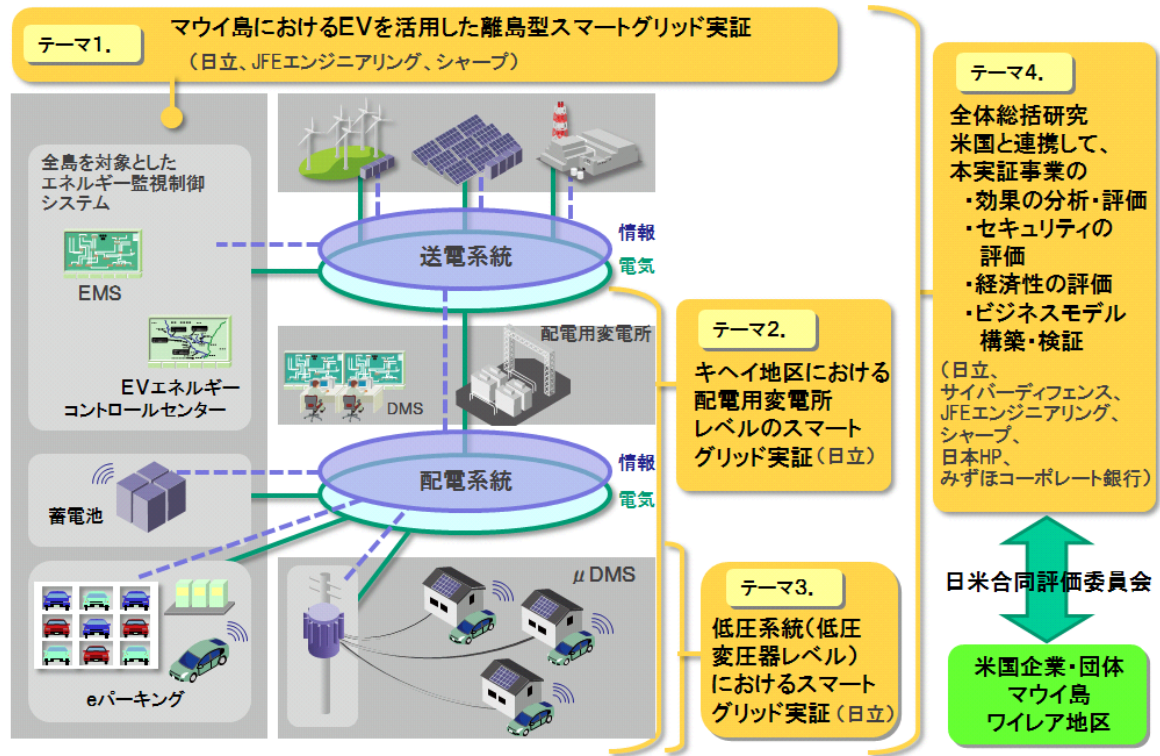 テーマ1.
マウイ島におけるEVを活用した離島型スマートグリッド実証
（日立、JFEエンジニアリング、シャープ）
全島を対象とした
エネルギー監視制御
システム
EMS
EVエネルギー
コントロールセンター
蓄電池
eパーキング
送電系統
情報
電気
配電用変電所
DMS
配電系統
情報
電気
μDMS
テーマ2.
キヘイ地区における
配電用変電所
レベルのスマート
グリッド実証（日立）
テーマ3.
低圧系統（低圧
変圧器レベル）
におけるスマート
グリッド実証（日立）
テーマ4.
全体総括研究
米国と連携して、
本実証事業の
・効果の分析・評価
・セキュリティの
評価
・経済性の評価
・ビジネスモデル
構築・検証
（日立、
サイバーディフェンス、
JFEエンジニアリング、
シャープ、
日本HP、
みずほコーポレート銀行）
日米合同評価委員会
米国企業・団体
マウイ島
ワイレア地区